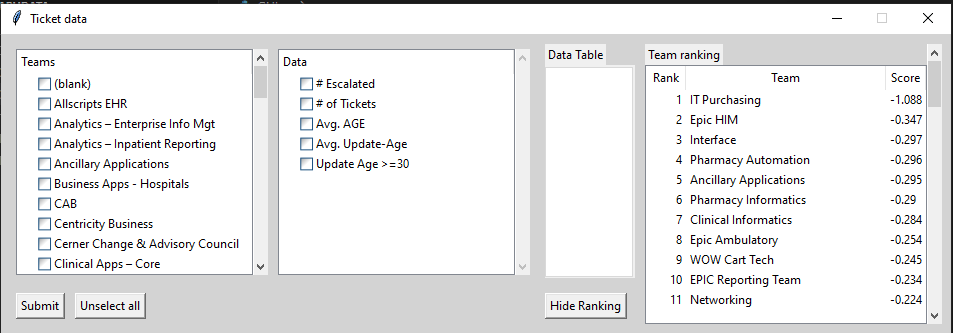 Ticket data
Teams
(blank)
Allscripts EHR
Analytics – Enterprise Info Mgt
Analytics – Inpatient Reporting
Ancillary Applications
Business Apps - Hospitals
CAB
Centricity Business
Cerner Change & Advisory Council
Clinical Apps – Core
Submit
Unselect all
Data
# Escalated
# of Tickets
Avg. AGE
Avg. Update-Age
Update Age >=30
Data Table
Hide Ranking
Team ranking
Rank Team Score
1 IT Purchasing -1.088
2 Epic HIM -0.347
3 Interface -0.297
4 Pharmacy Automation -0.296
5 Ancillary Applications -0.295
6 Pharmacy Informatics -0.29
7 Clinical Informatics -0.284
8 Epic Ambulatory -0.254
9 WOW Cart Tech -0.245
10 EPIC Reporting Team -0.234
11 Networking -0.224